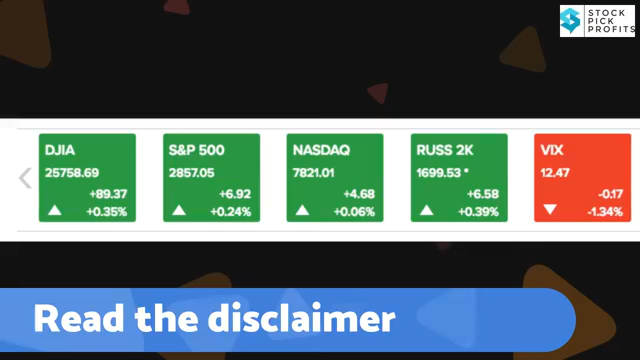 STOCK
PICK
PROFITS
DJIA
25758.69
+89.37
+0.35%
S&P 500
2857.05
+6.92
+0.24%
NASDAQ
7821.01
+4.68
+0.06%
RUSS 2K
1699.53 *
+6.58
+0.39%
VIX
12.47
-0.17
-1.34%
Read the disclaimer